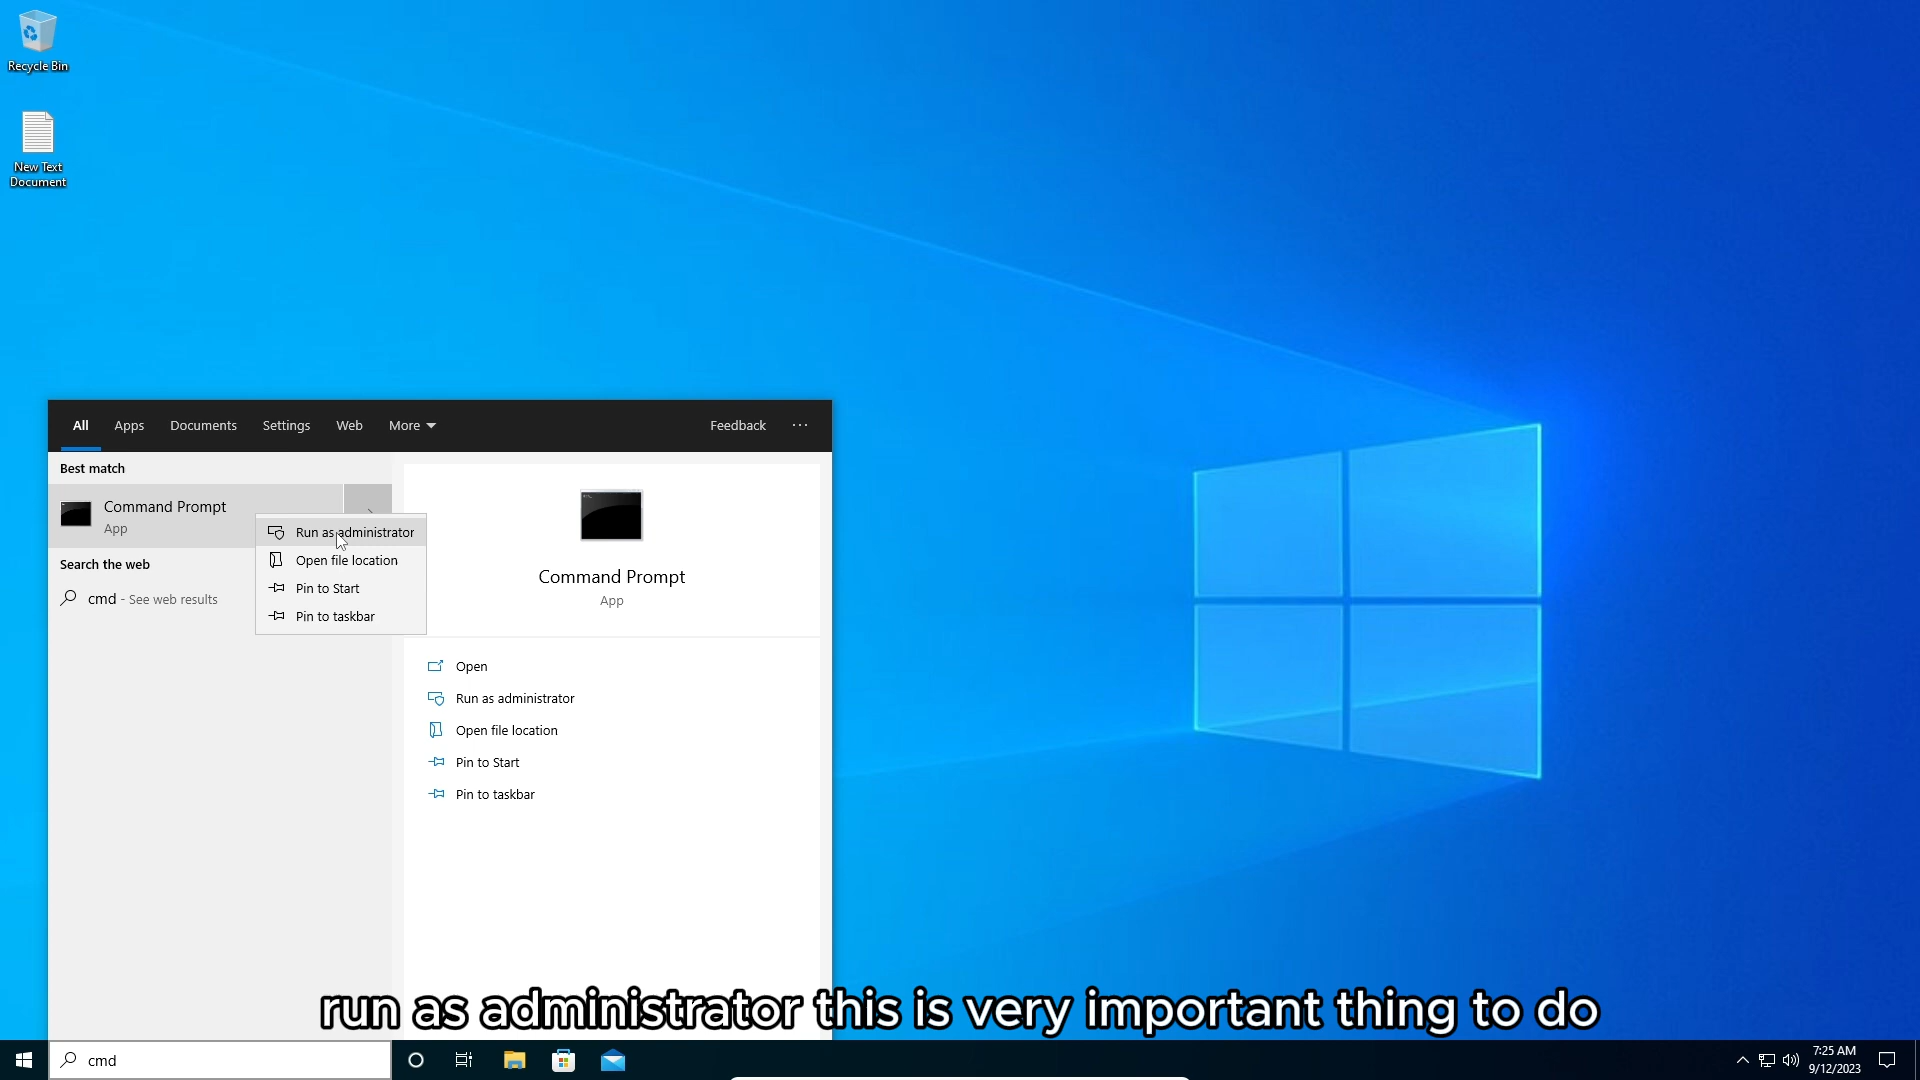 Recycle Bin
New Text
Document
All Apps Documents Settings Web More Feedback
Best match
Command Prompt
App
Run as administrator
Open file location
Pin to Start
Pin to taskbar
Search the web
cmd - See web results
Command Prompt
App
Open
Run as administrator
Open file location
Pin to Start
Pin to taskbar
run as administrator this is very important thing to do
cmd
7:25 AM
9/12/2023